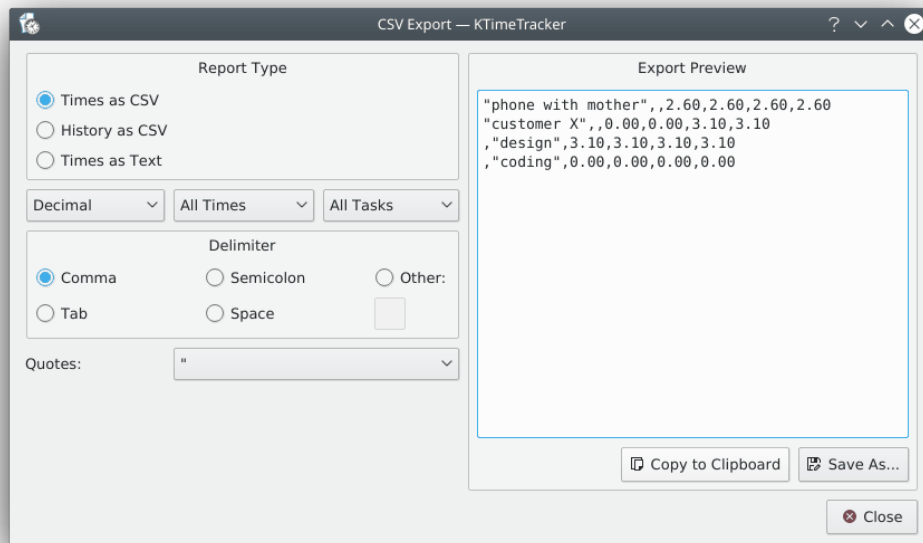 CSV Export — KTimeTracker
Report Type
Times as CSV
History as CSV
Times as Text
Decimal All Times All Tasks
Delimiter
Comma Semicolon Other:
Tab Space
Quotes: "
Export Preview
"phone with mother",,2.60,2.60,2.60,2.60
"customer X",,0.00,0.00,3.10,3.10
,"design",3.10,3.10,3.10,3.10
,"coding",0.00,0.00,0.00,0.00
Copy to Clipboard Save As...
Close